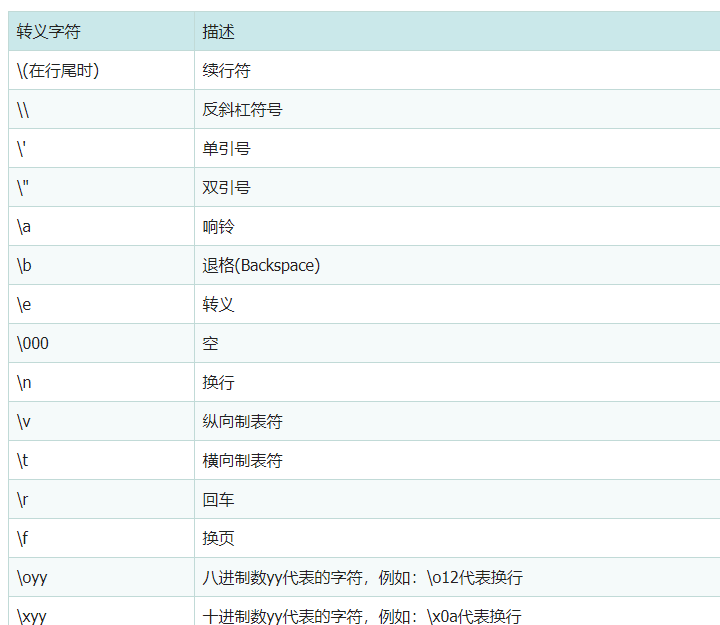 转义字符 描述
\(在行尾时) 续行符
\\ 反斜杠符号
\' 单引号
\" 双引号
\a 响铃
\b 退格(Backspace)
\e 转义
\000 空
\n 换行
\v 纵向制表符
\t 横向制表符
\r 回车
\f 换页
\oyy 八进制数yy代表的字符，例如：\o12代表换行
\xyy 十进制数yy代表的字符，例如：\x0a代表换行